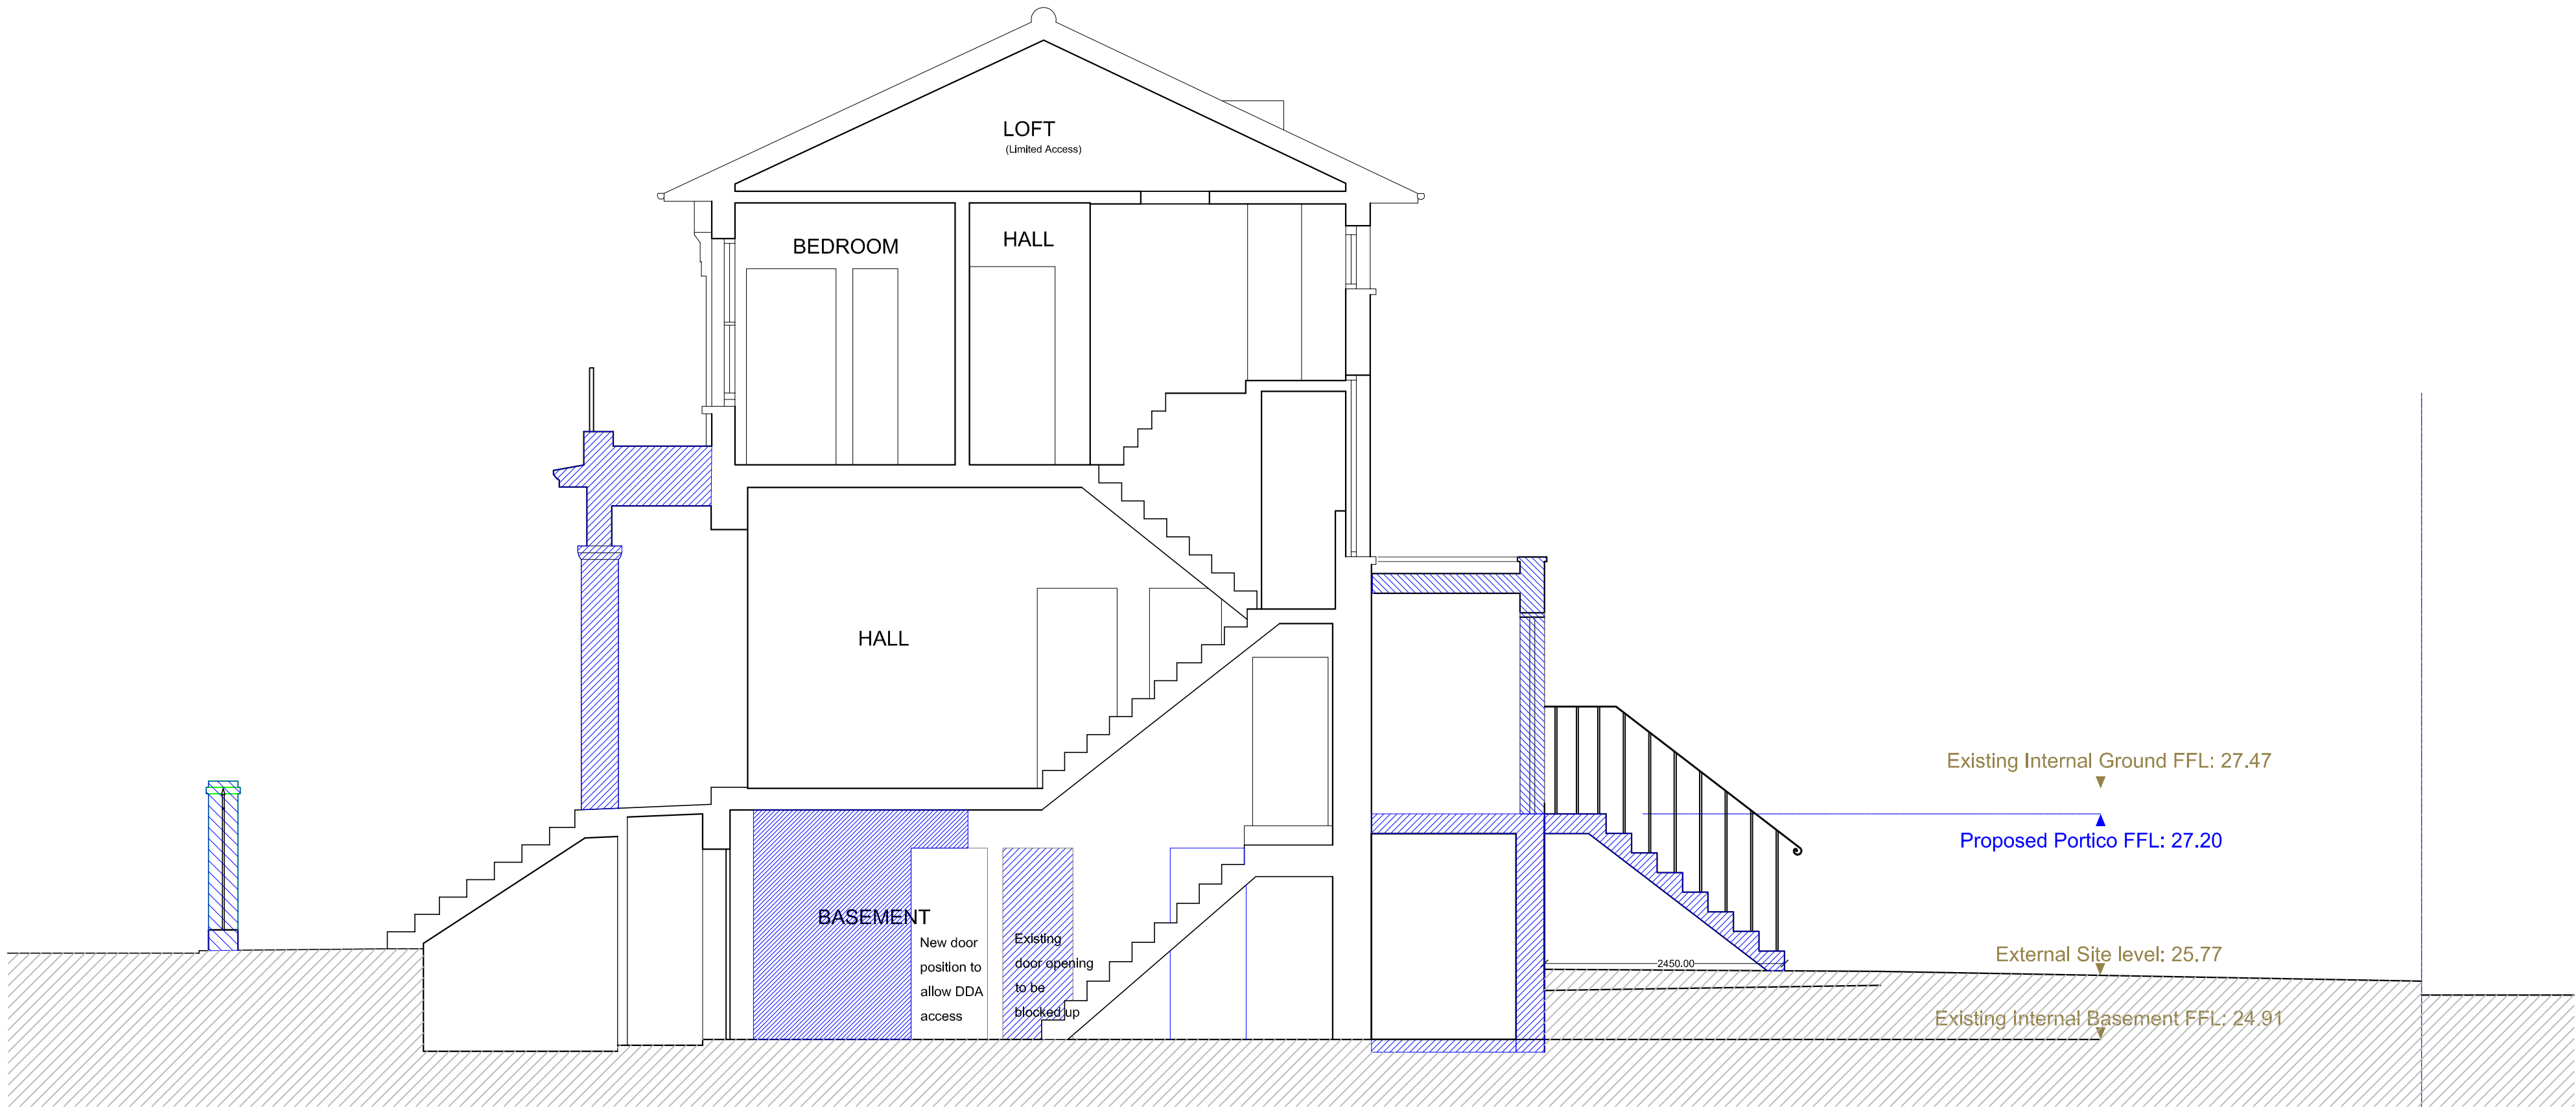 LOFT
(Limited Access)
BEDROOM
HALL
HALL
Existing Internal Ground FFL: 27.47
Proposed Portico FFL: 27.20
BASEMENT
New door
position to
allow DDA
access
Existing
door opening
to be
blocked up
2450.00
External Site level: 25.77
Existing Internal Basement FFL: 24.91